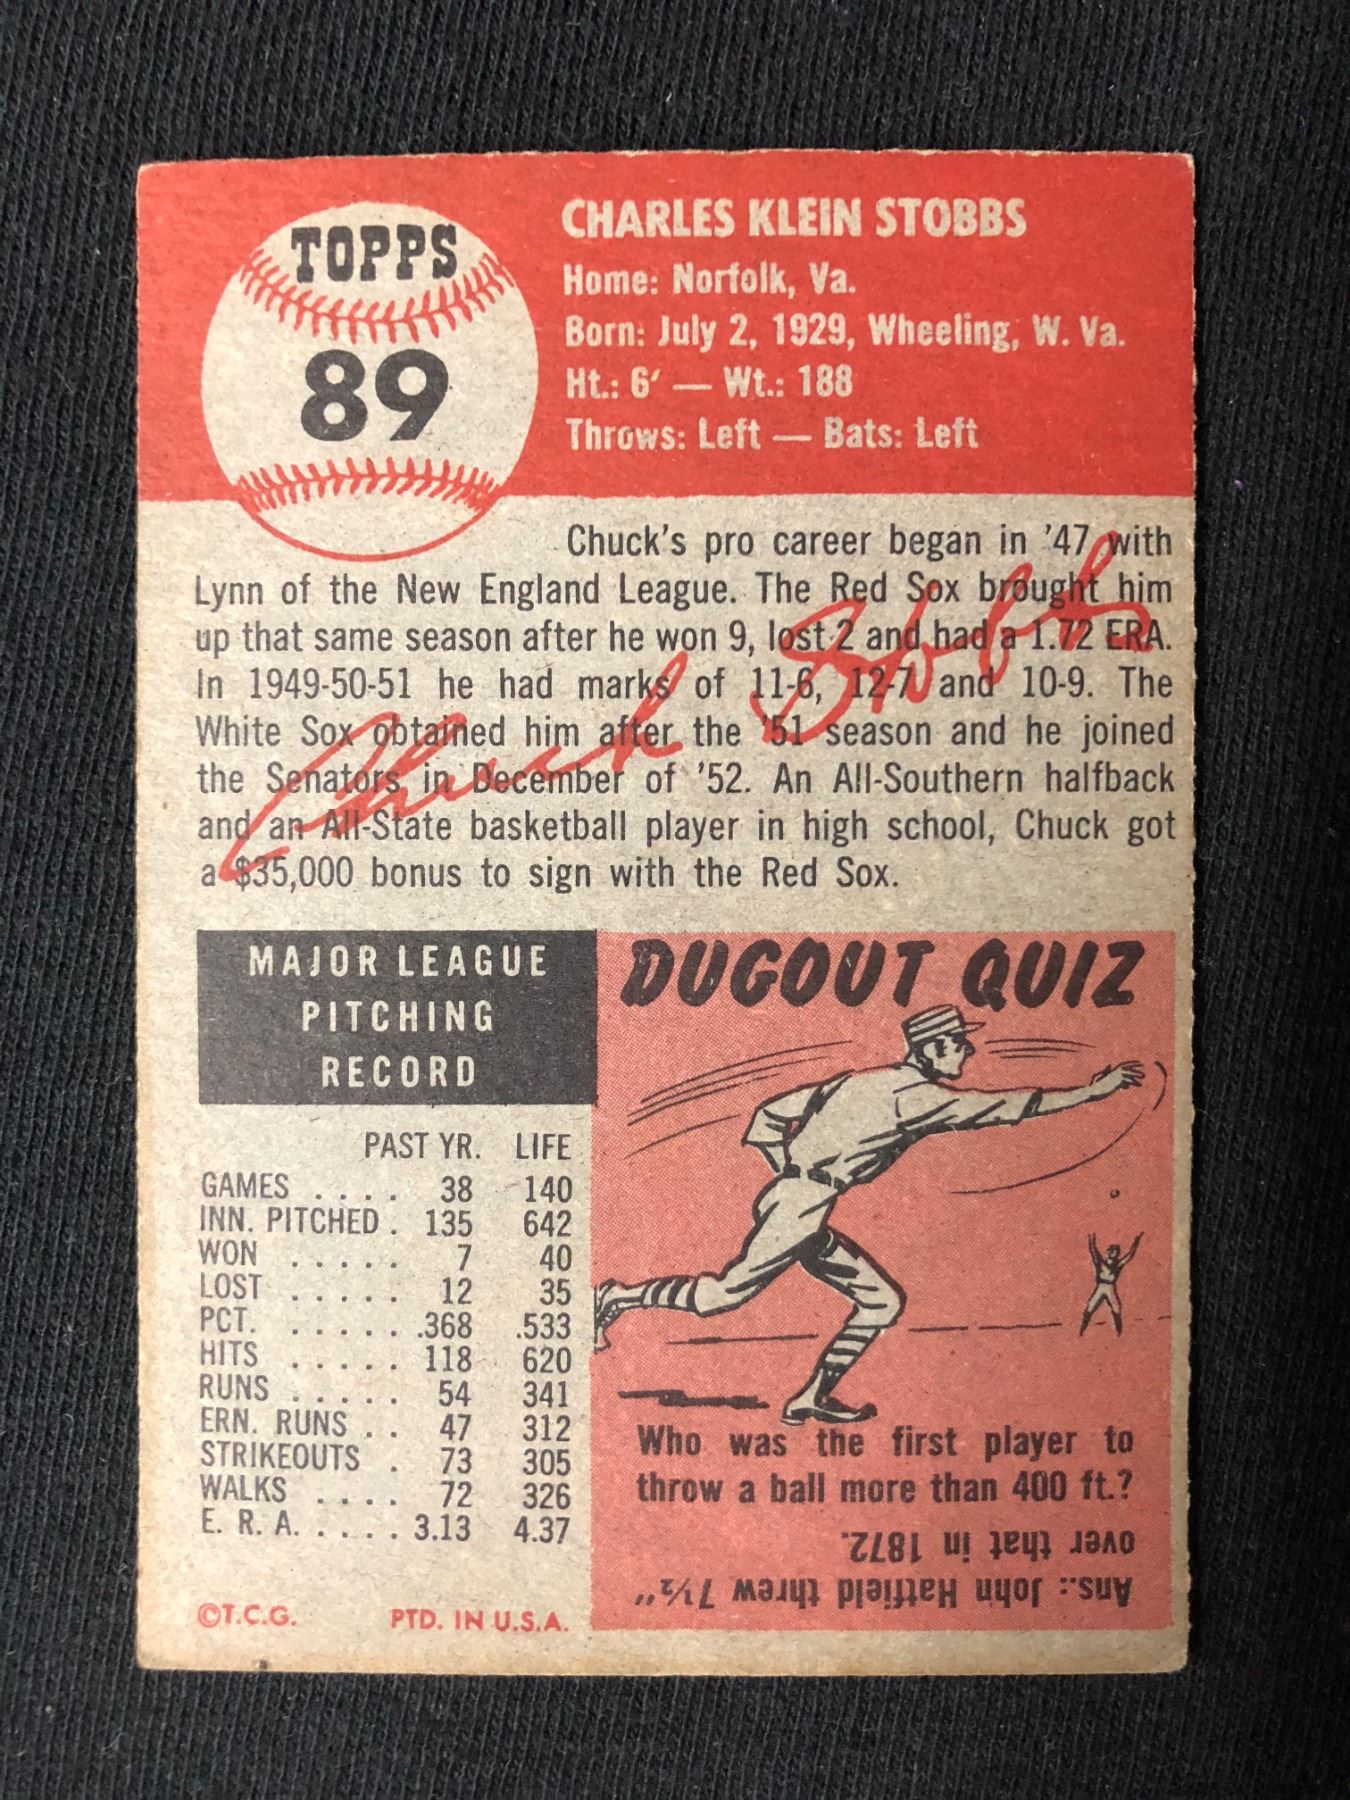 TOPPS
89
CHARLES KLEIN STOBBS
Home: Norfolk, Va.
Born: July 2, 1929, Wheeling, W. Va.
Ht.: 6′ — Wt.: 188
Throws: Left — Bats: Left
Chuck's pro career began in '47 with
Lynn of the New England League. The Red Sox brought him
up that same season after he won 9, lost 2 and had a 1.72 ERA.
In 1949-50-51 he had marks of 11-6, 12-7 and 10-9. The
White Sox obtained him after the '51 season and he joined
the Senators in December of '52. An All-Southern halfback
and an All-State basketball player in high school, Chuck got
a $35,000 bonus to sign with the Red Sox.
Chuck Stobbs
MAJOR LEAGUE
PITCHING
RECORD
PAST YR. LIFE
GAMES . . . . 38 140
INN. PITCHED . 135 642
WON . . . . . 7 40
LOST . . . . . 12 35
PCT. . . . . . .368 .533
HITS . . . . . 118 620
RUNS . . . . . 54 341
ERN. RUNS . . 47 312
STRIKEOUTS . 73 305
WALKS . . . . 72 326
E. R. A. . . . . 3.13 4.37
©T.C.G. PTD. IN U.S.A.
DUGOUT QUIZ
Who was the first player to
throw a ball more than 400 ft.?
Ans.: John Hatfield threw 7½"
over that in 1872.